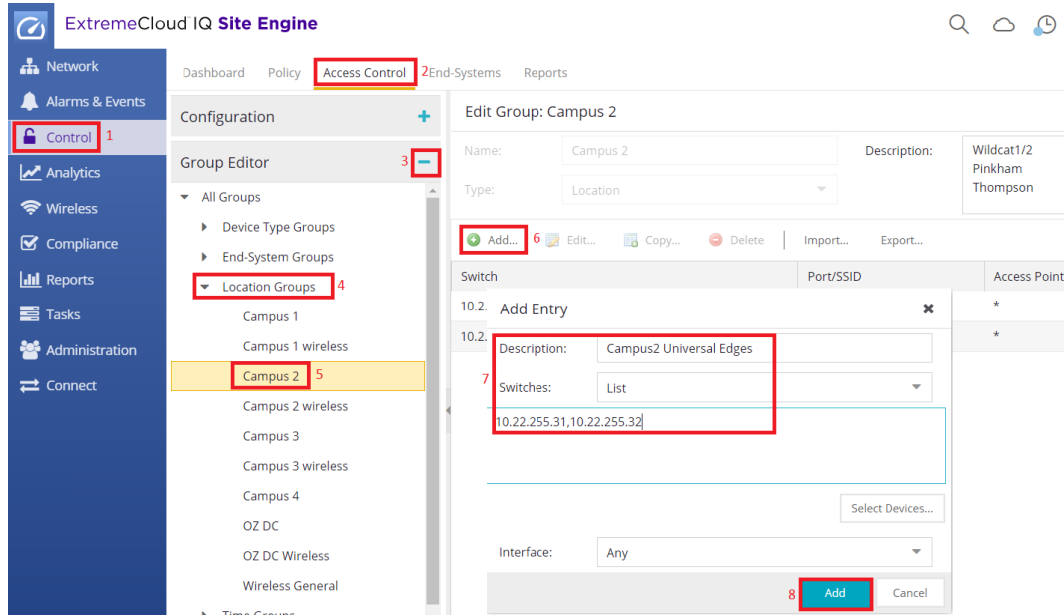 ExtremeCloud IQ Site Engine
Network
Alarms & Events
Control 1
Analytics
Wireless
Compliance
Reports
Tasks
Administration
Connect
Dashboard Policy Access Control 2 End-Systems Reports
Configuration
Group Editor 3
All Groups
Device Type Groups
End-System Groups
Location Groups 4
Campus 1
Campus 1 wireless
Campus 2 5
Campus 2 wireless
Campus 3
Campus 3 wireless
Campus 4
OZ DC
OZ DC Wireless
Wireless General
Time Groups
Edit Group: Campus 2
Name: Campus 2
Type: Location
Description: Wildcat1/2
Pinkham
Thompson
Add... 6 Edit... Copy... Delete Import... Export...
Switch Port/SSID Access Point
10.2. *
10.2. *
Add Entry
7
Description: Campus2 Universal Edges
Switches: List
10.22.255.31,10.22.255.32
Select Devices...
Interface: Any
8 Add Cancel